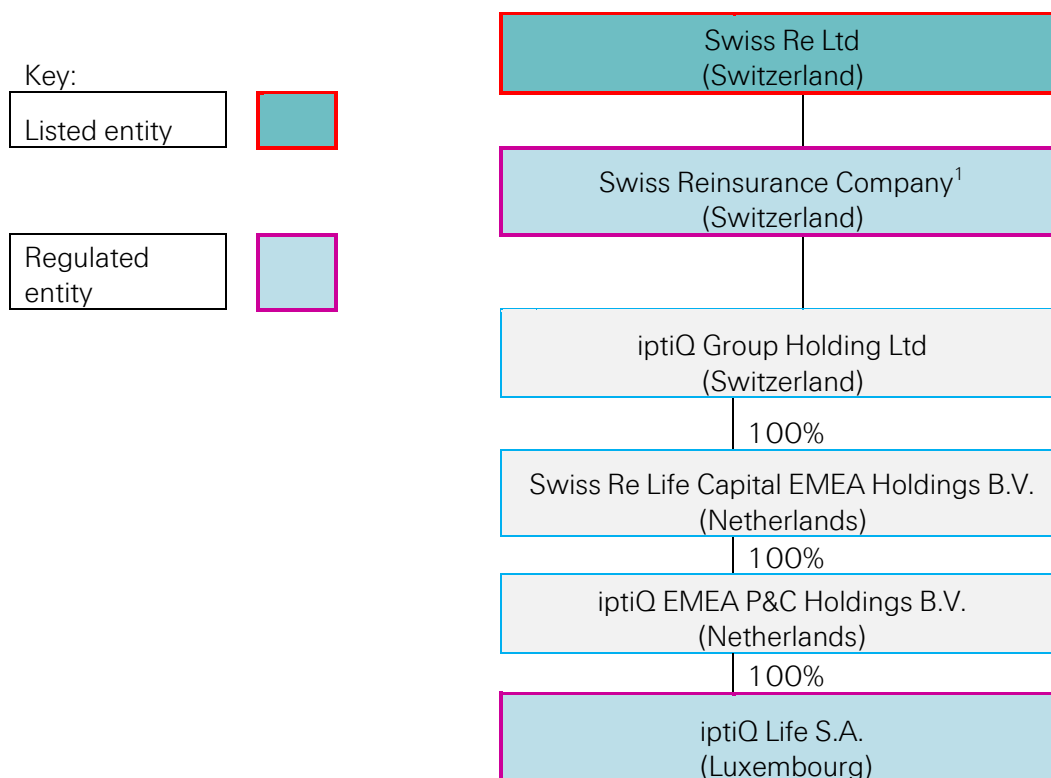 Key:
Listed entity
Regulated
entity
Swiss Re Ltd
(Switzerland)
Swiss Reinsurance Company¹
(Switzerland)
iptiQ Group Holding Ltd
(Switzerland)
100%
Swiss Re Life Capital EMEA Holdings B.V.
(Netherlands)
100%
iptiQ EMEA P&C Holdings B.V.
(Netherlands)
100%
iptiQ Life S.A.
(Luxembourg)